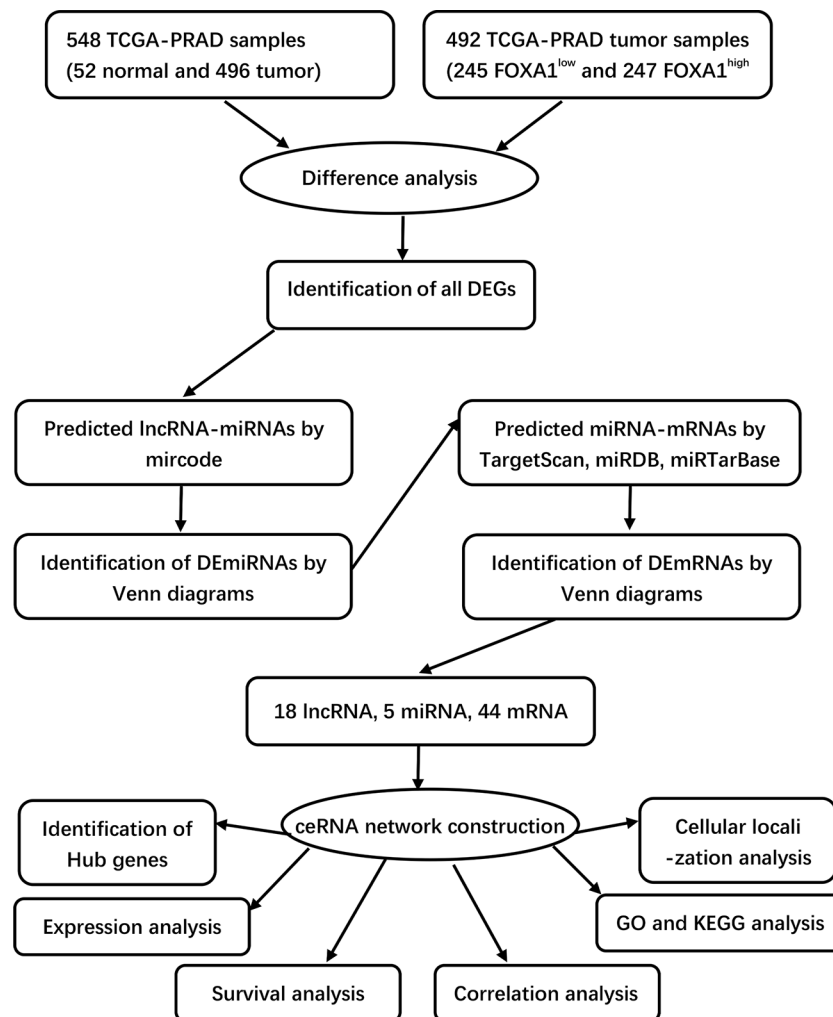 548 TCGA-PRAD samples
(52 normal and 496 tumor)
492 TCGA-PRAD tumor samples
(245 FOXA1low and 247 FOXA1high
Difference analysis
Identification of all DEGs
Predicted lncRNA-miRNAs by
mircode
Predicted miRNA-mRNAs by
TargetScan, miRDB, miRTarBase
Identification of DEmiRNAs by
Venn diagrams
Identification of DEmRNAs by
Venn diagrams
18 lncRNA, 5 miRNA, 44 mRNA
ceRNA network construction
Identification of
Hub genes
Cellular locali
-zation analysis
Expression analysis
GO and KEGG analysis
Survival analysis
Correlation analysis